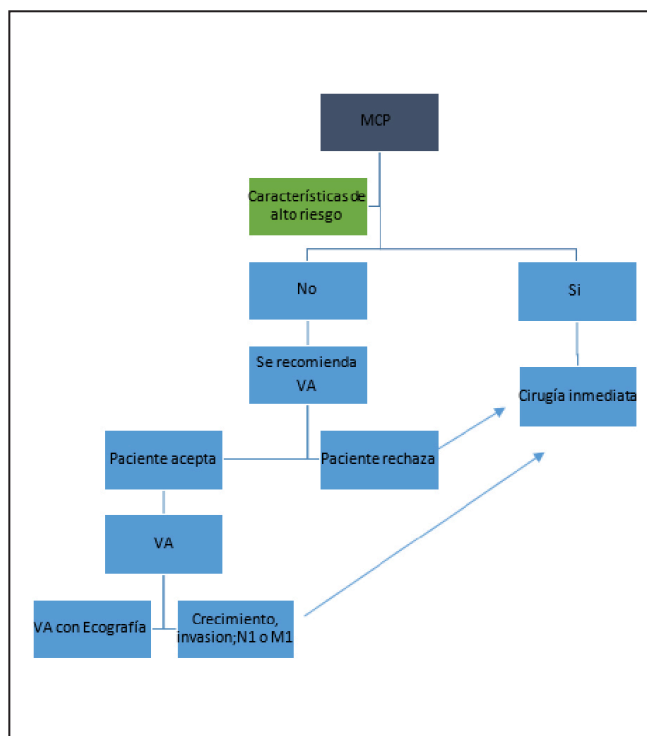 MCP
Características de
alto riesgo
No
Si
Se recomienda
VA
Cirugía inmediata
Paciente acepta
Paciente rechaza
VA
VA con Ecografía
Crecimiento,
invasion;N1 o M1